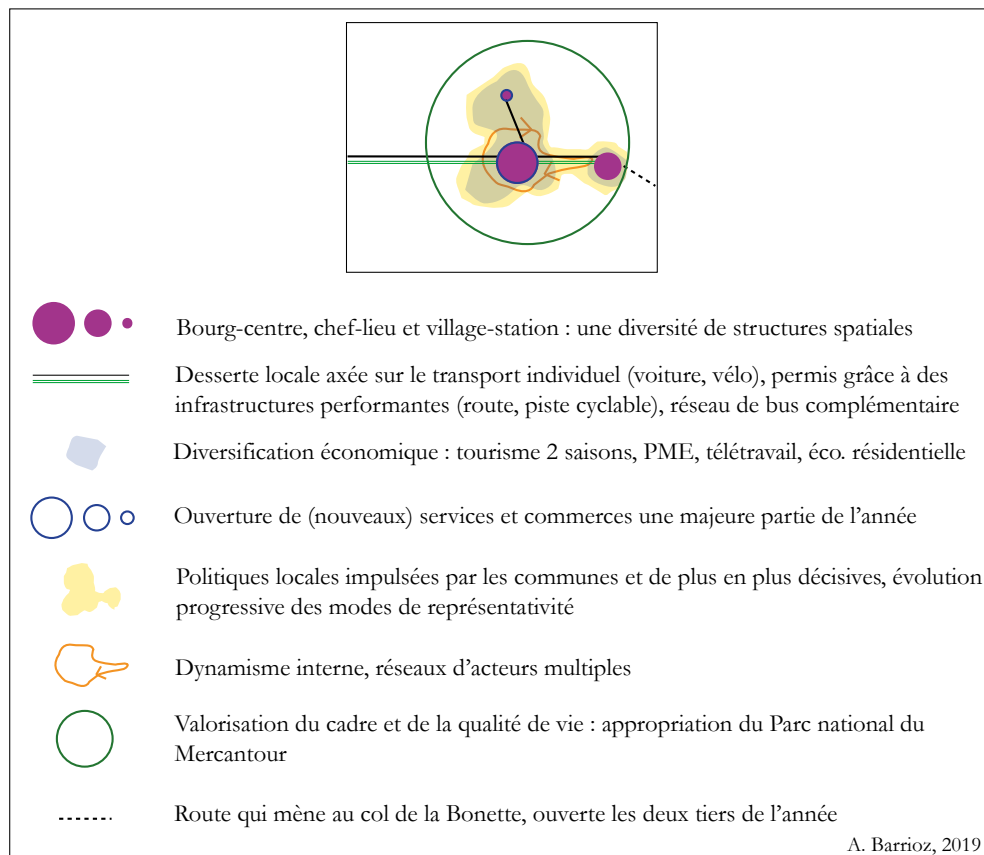 Bourg-centre, chef-lieu et village-station : une diversité de structures spatiales
Desserte locale axée sur le transport individuel (voiture, vélo), permis grâce à des
infrastructures performantes (route, piste cyclable), réseau de bus complémentaire
Diversification économique : tourisme 2 saisons, PME, télétravail, éco. résidentielle
Ouverture de (nouveaux) services et commerces une majeure partie de l'année
Politiques locales impulsées par les communes et de plus en plus décisives, évolution
progressive des modes de représentativité
Dynamisme interne, réseaux d'acteurs multiples
Valorisation du cadre et de la qualité de vie : appropriation du Parc national du
Mercantour
Route qui mène au col de la Bonette, ouverte les deux tiers de l'année
A. Barrioz, 2019